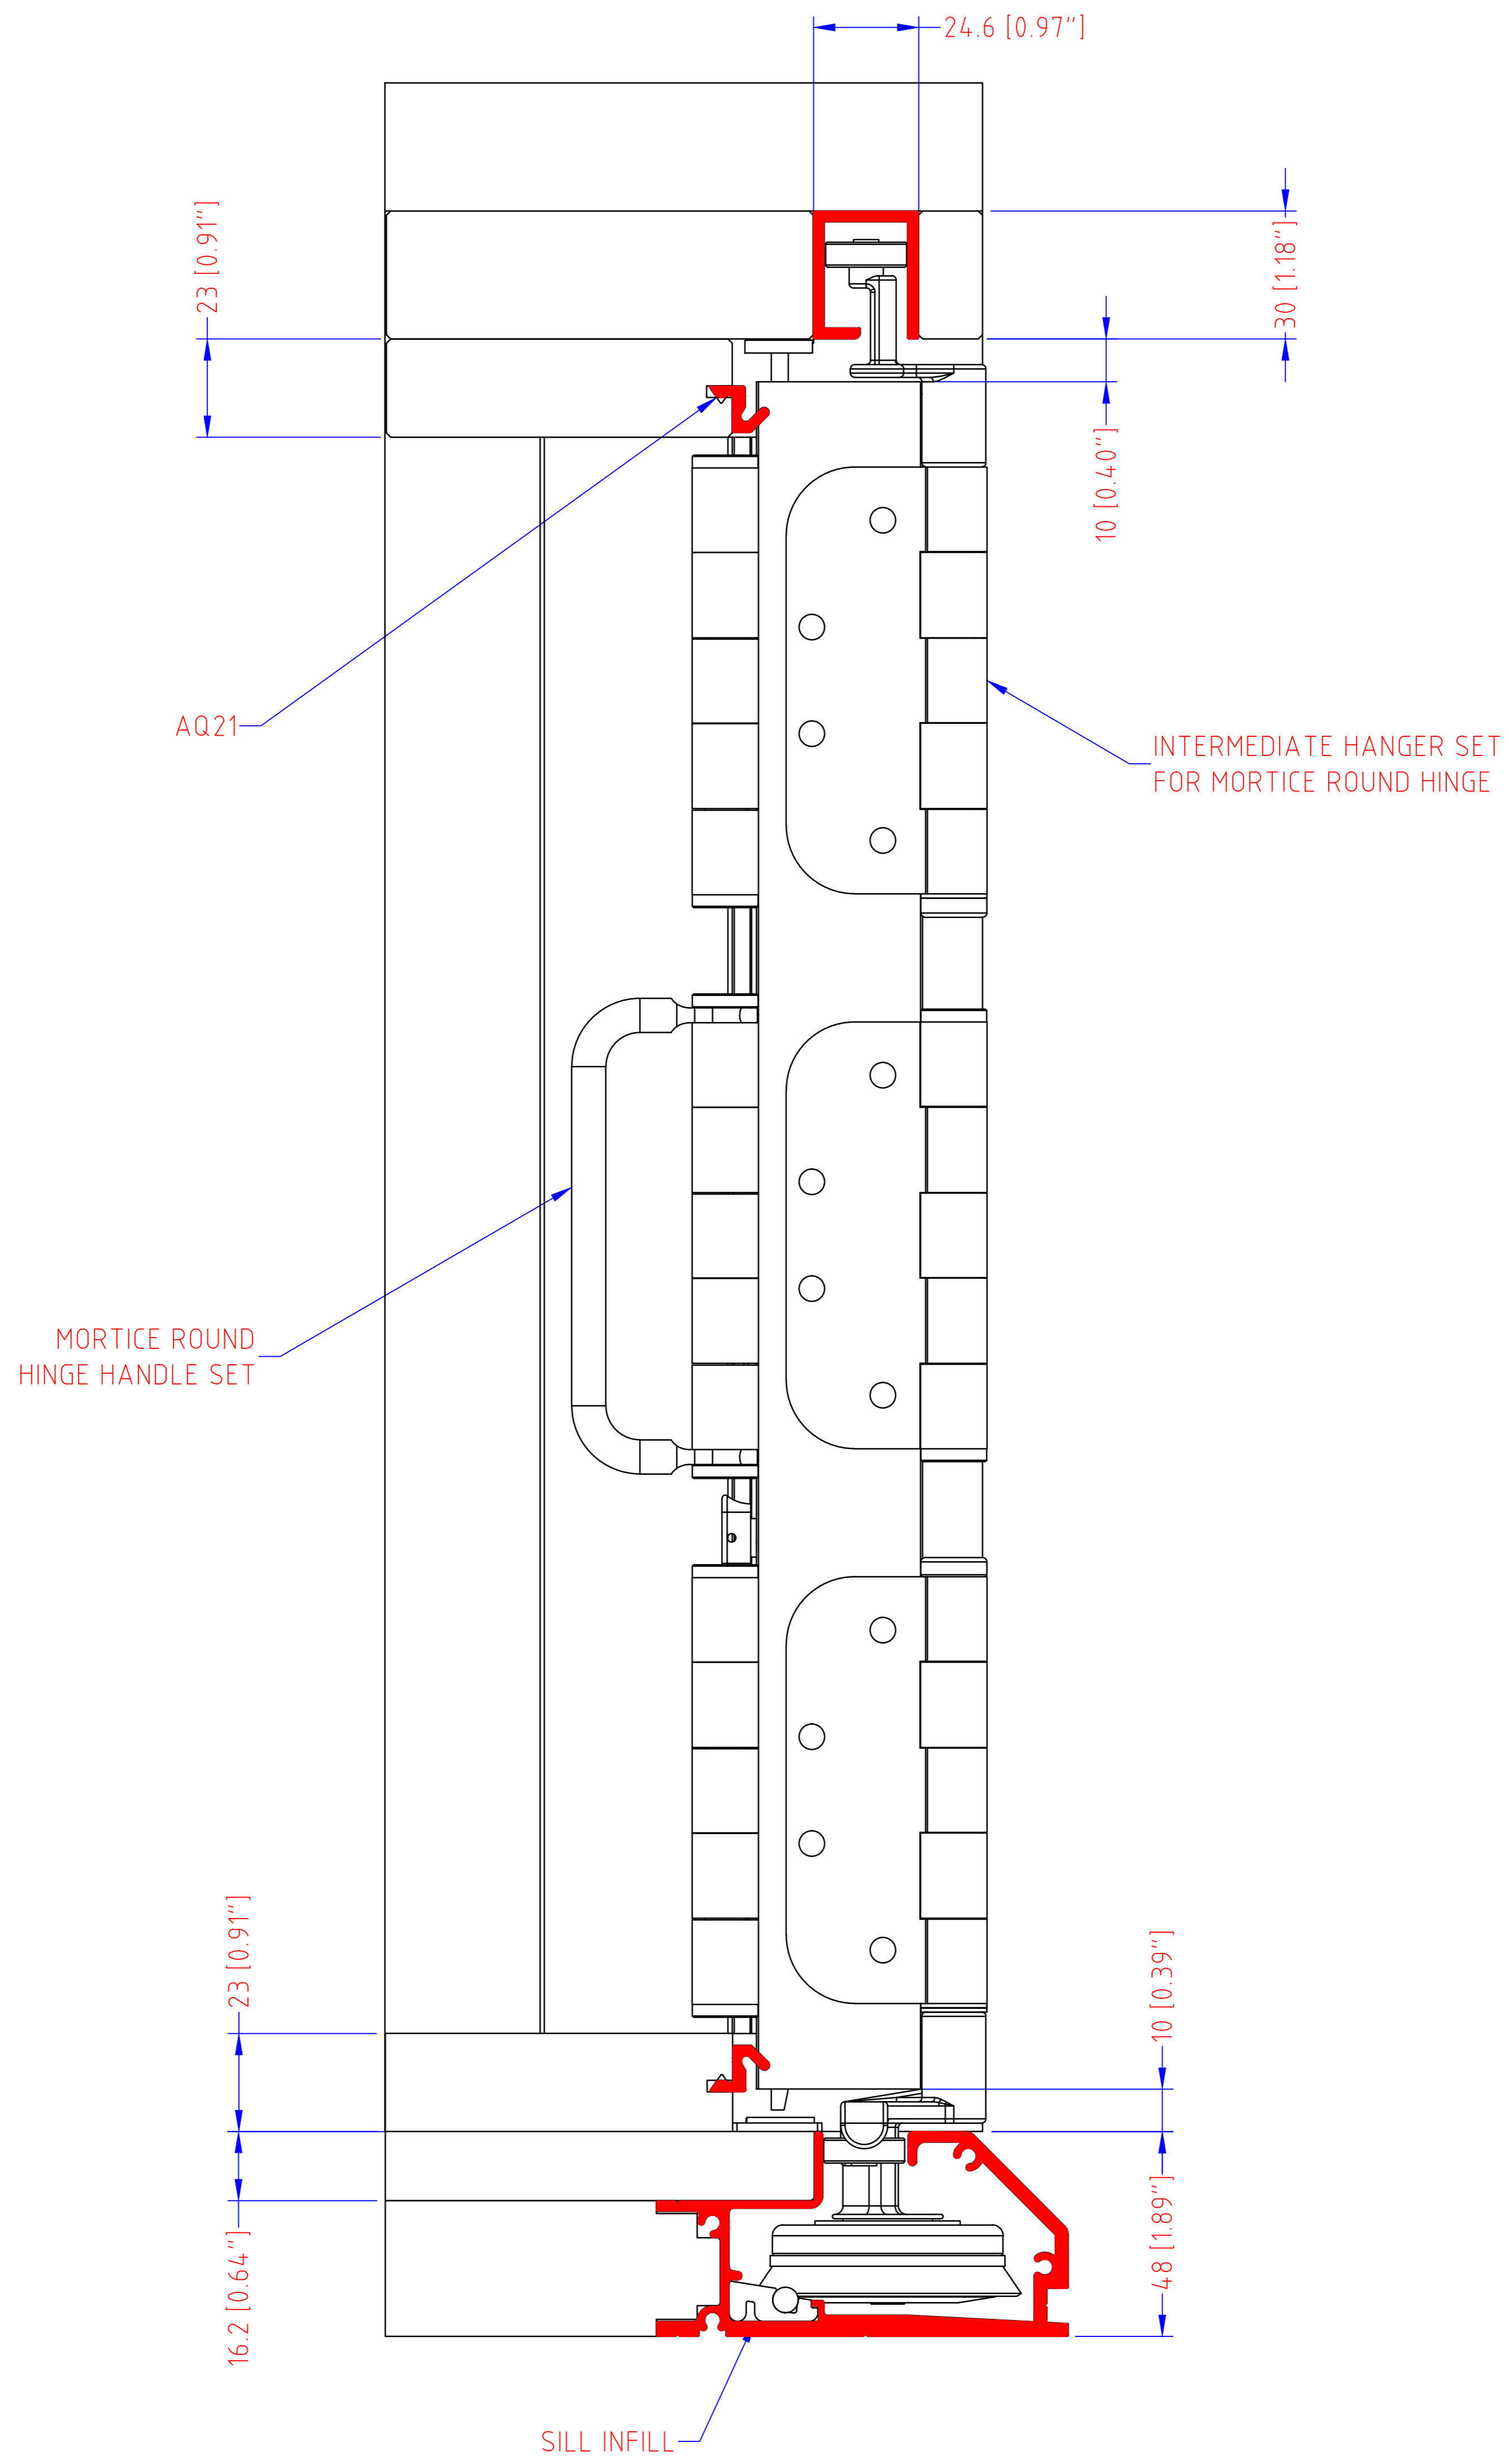 24.6 [0.97"]
23 [0.91"]
30 [1.18"]
10 [0.40"]
AQ21
INTERMEDIATE HANGER SET
FOR MORTICE ROUND HINGE
MORTICE ROUND
HINGE HANDLE SET
23 [0.91"]
10 [0.39"]
16.2 [0.64"]
48 [1.89"]
SILL INFILL